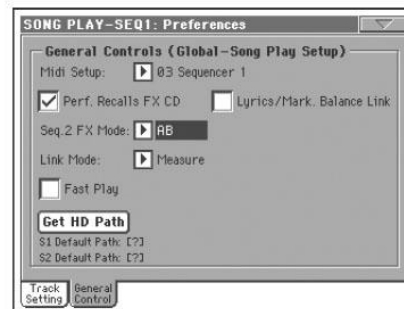 SONG PLAY-SEQ1: Preferences
General Controls (Global-Song Play Setup)
Midi Setup: 03 Sequencer 1
Perf. Recalls FX CD Lyrics/Mark. Balance Link
Seq.2 FX Mode: AB
Link Mode: Measure
Fast Play
Get HD Path
S1 Default Path: [?]
S2 Default Path: [?]
Track Setting General Control